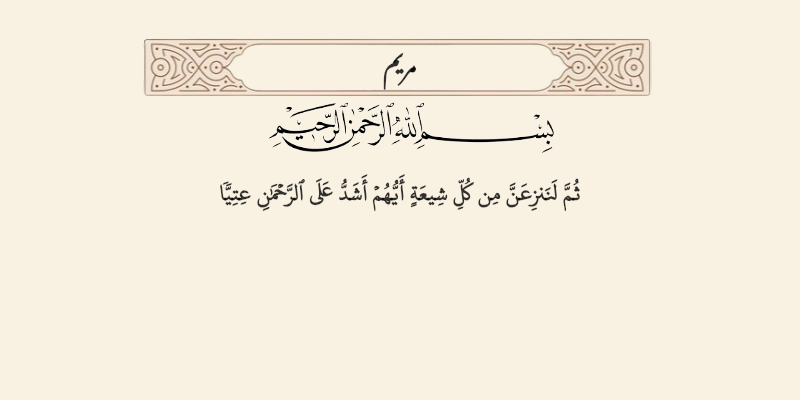 مريم
بِسْمِ ٱللَّهِ ٱلرَّحْمَٰنِ ٱلرَّحِيمِ
ثُمَّ لَنَنزِعَنَّ مِن كُلِّ شِيعَةٍ أَيُّهُمْ أَشَدُّ عَلَى ٱلرَّحْمَٰنِ عِتِيًّا